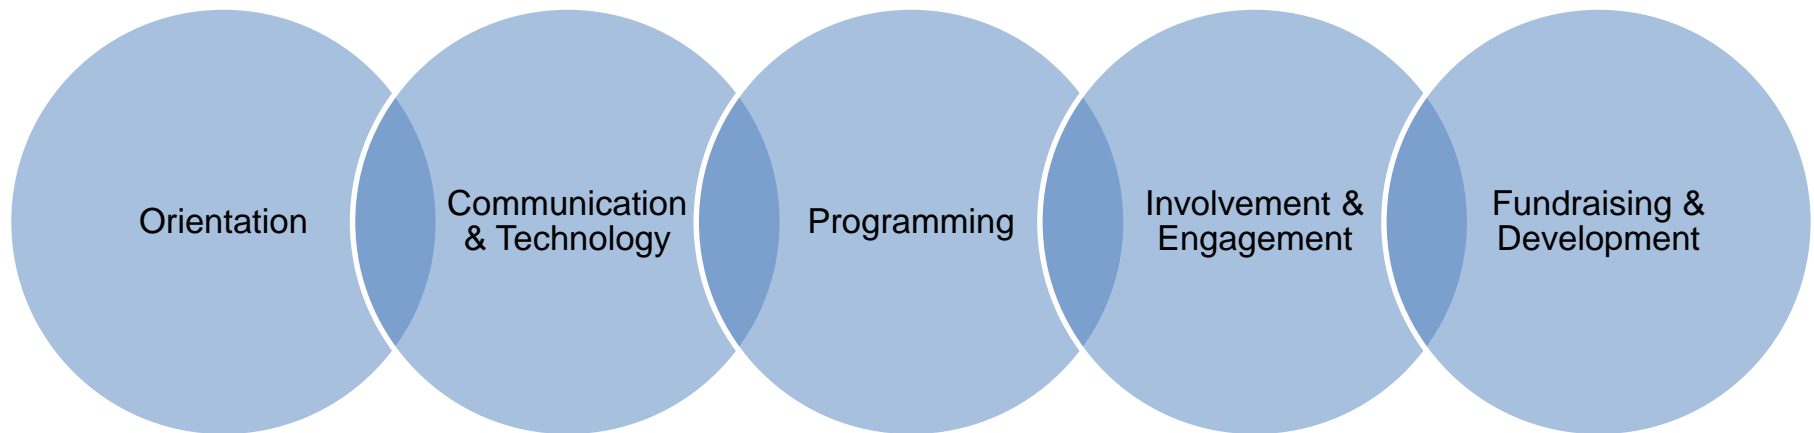 Orientation
Communication
& Technology
Programming
Involvement &
Engagement
Fundraising &
Development